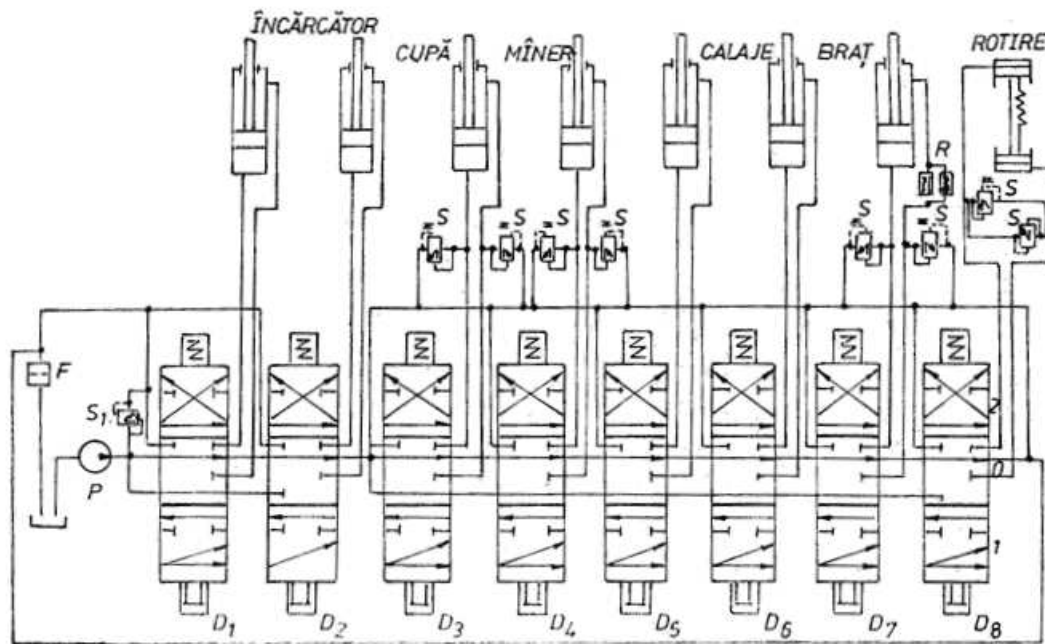 ÎNCĂRCĂTOR
CUPĂ
MÎNER
CALAJE
BRAȚ
ROTIRE
R
S
S
S
S
S
S
S
S
F
S1
P
2
0
1
D1
D2
D3
D4
D5
D6
D7
D8